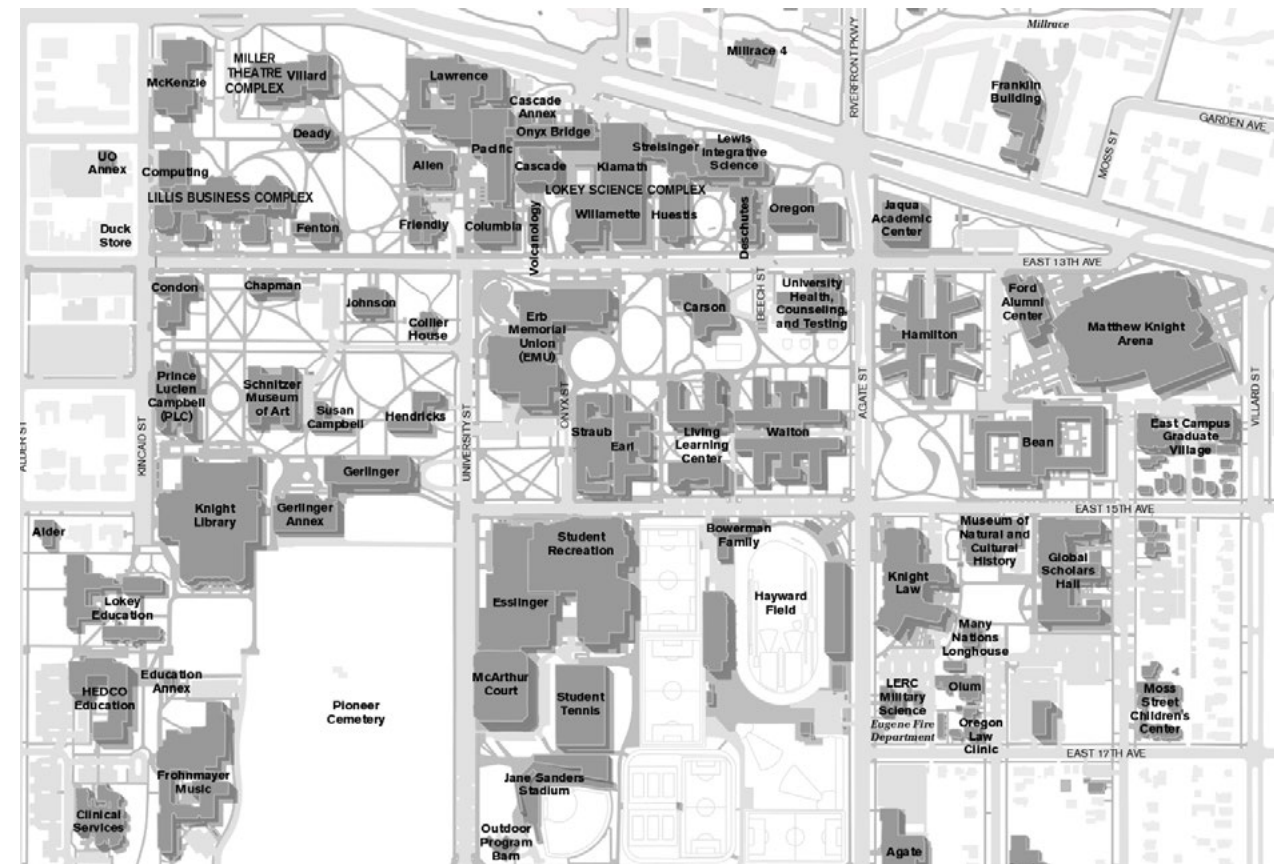 Millrace
Millrace 4
RIVERFRONT PKWY
McKenzie
MILLER
THEATRE
COMPLEX
Villard
Lawrence
Franklin
Building
GARDEN AVE
MOSS ST
Cascade
Annex
Onyx Bridge
Deady
Pacific
Streisinger
Lewis
Integrative
Science
UO
Annex
Computing
Allen
Cascade
Klamath
LILLIS BUSINESS COMPLEX
LOKEY SCIENCE COMPLEX
Duck
Store
Fenton
Friendly
Columbia
Volcanology
Willamette
Huestis
Deschutes
Oregon
Jaqua
Academic
Center
EAST 13TH AVE
Condon
Chapman
Johnson
Collier
House
Erb
Memorial
Union
(EMU)
Carson
BEECH ST
University
Health,
Counseling,
and Testing
Hamilton
Ford
Alumni
Center
Matthew Knight
Arena
Prince
Lucien
Campbell
(PLC)
Schnitzer
Museum
of Art
Susan
Campbell
Hendricks
ONYX ST
AGATE ST
VILLARD ST
ALDER ST
KINCAID ST
UNIVERSITY ST
Straub
Earl
Living
Learning
Center
Walton
Bean
East Campus
Graduate
Village
Gerlinger
Knight
Library
Gerlinger
Annex
EAST 15TH AVE
Alder
Student
Recreation
Bowerman
Family
Museum of
Natural and
Cultural
History
Global
Scholars
Hall
Knight
Law
Esslinger
Hayward
Field
Lokey
Education
Many
Nations
Longhouse
HEDCO
Education
Education
Annex
McArthur
Court
Student
Tennis
Pioneer
Cemetery
LERC
Military
Science
Eugene Fire
Department
Olum
Oregon
Law
Clinic
Moss
Street
Children's
Center
EAST 17TH AVE
Frohnmayer
Music
Jane Sanders
Stadium
Clinical
Services
Outdoor
Program
Barn
Agate